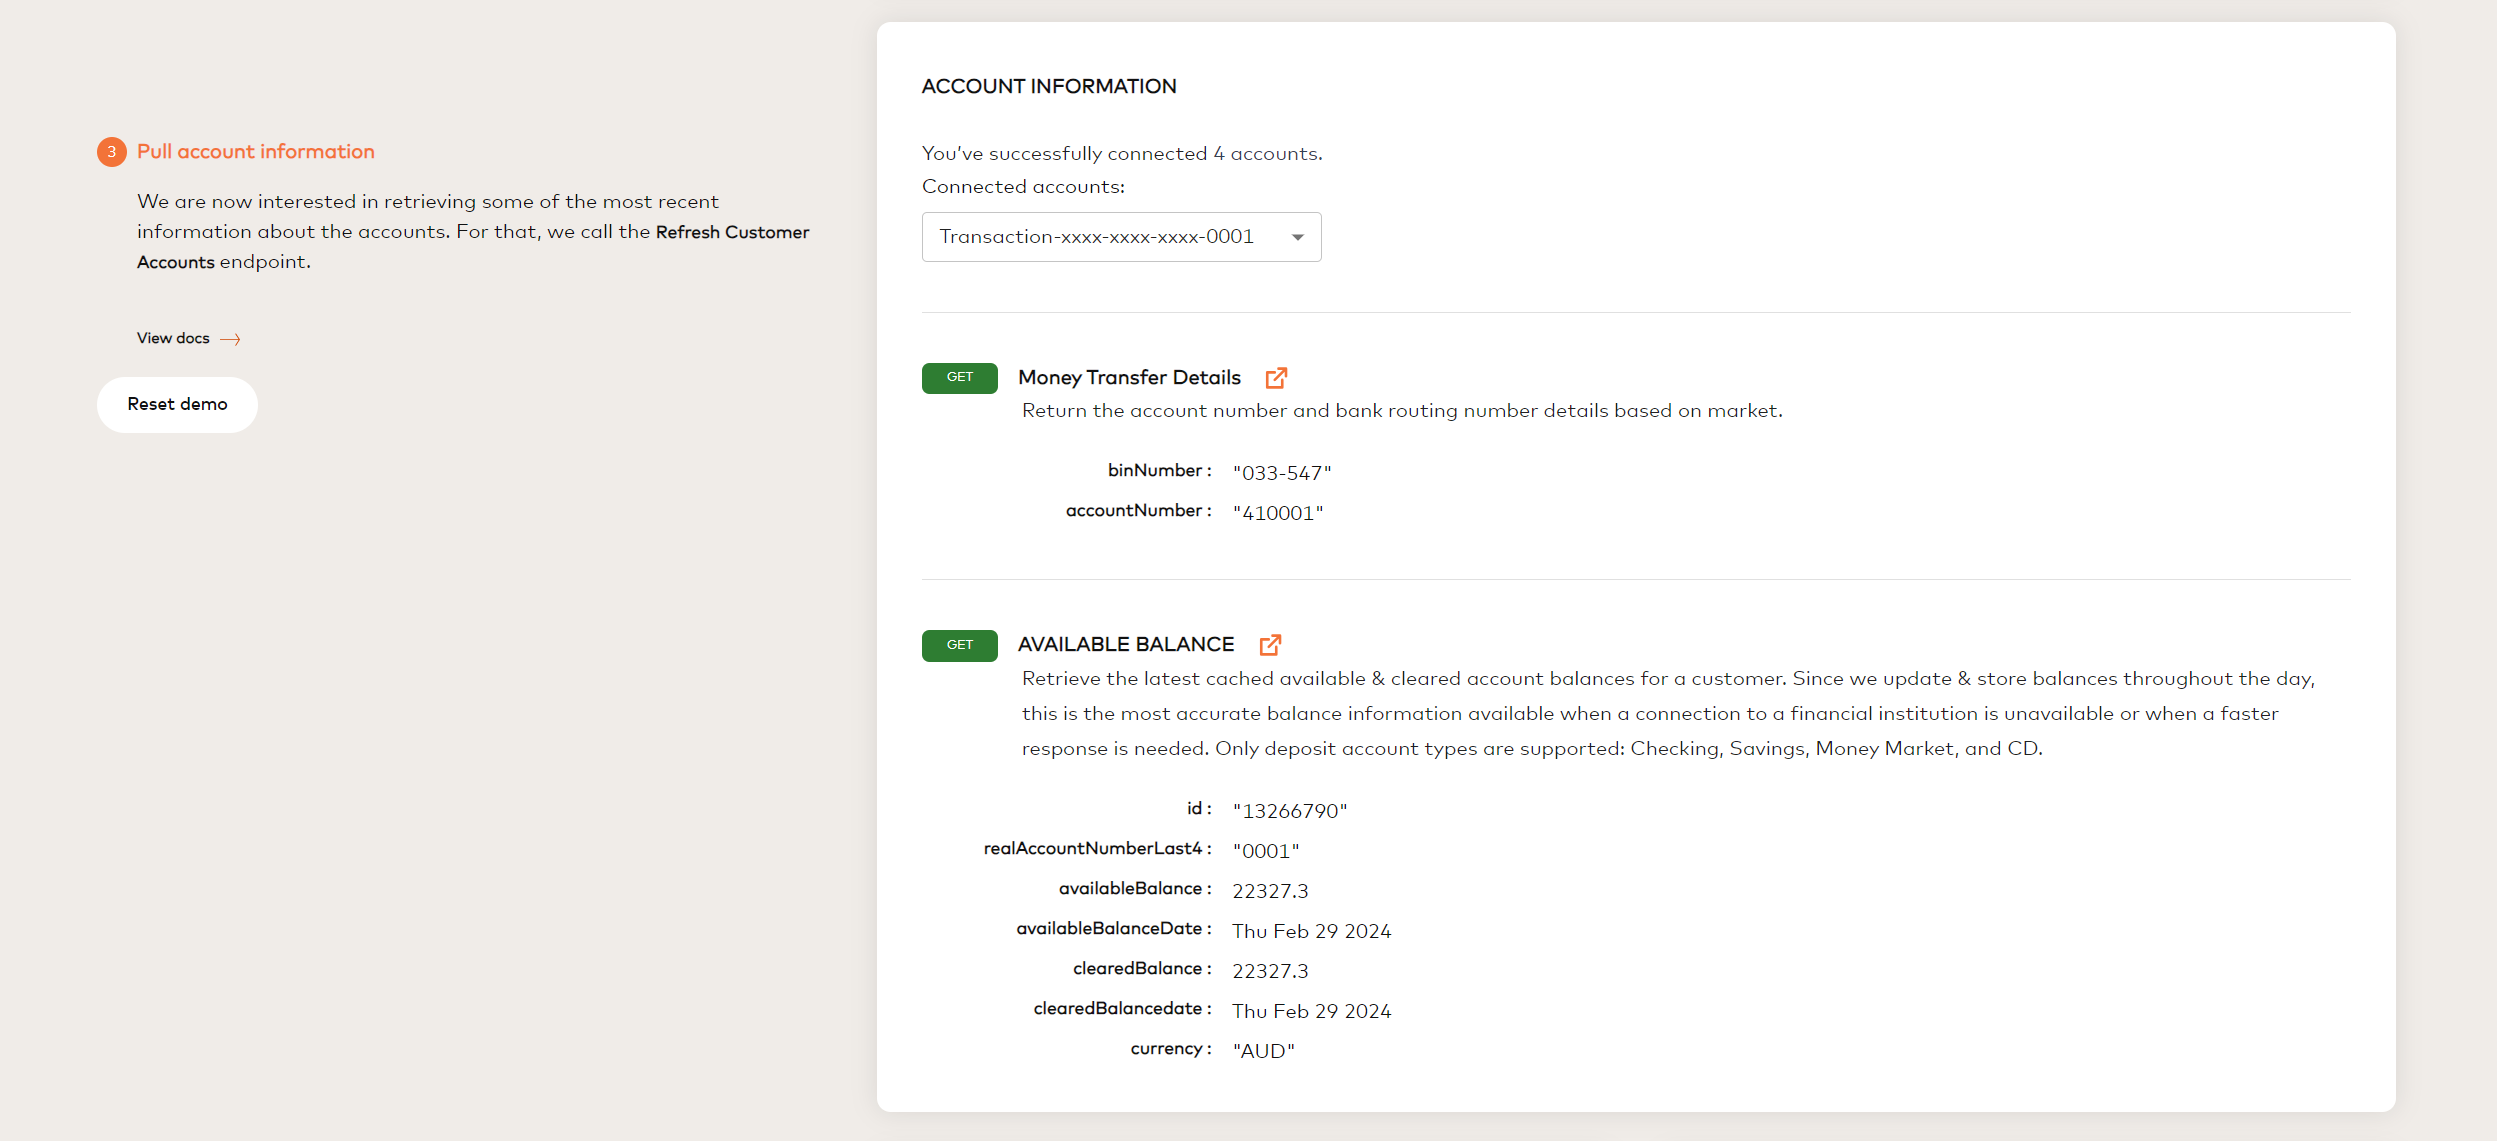 3 Pull account information
We are now interested in retrieving some of the most recent
information about the accounts. For that, we call the Refresh Customer
Accounts endpoint.
View docs
Reset demo
ACCOUNT INFORMATION
You’ve successfully connected 4 accounts.
Connected accounts:
Transaction-xxxx-xxxx-xxxx-0001
GET Money Transfer Details
Return the account number and bank routing number details based on market.
binNumber : "033-547"
accountNumber : "410001"
GET AVAILABLE BALANCE
Retrieve the latest cached available & cleared account balances for a customer. Since we update & store balances throughout the day,
this is the most accurate balance information available when a connection to a financial institution is unavailable or when a faster
response is needed. Only deposit account types are supported: Checking, Savings, Money Market, and CD.
id : "13266790"
realAccountNumberLast4 : "0001"
availableBalance : 22327.3
availableBalanceDate : Thu Feb 29 2024
clearedBalance : 22327.3
clearedBalancedate : Thu Feb 29 2024
currency : "AUD"